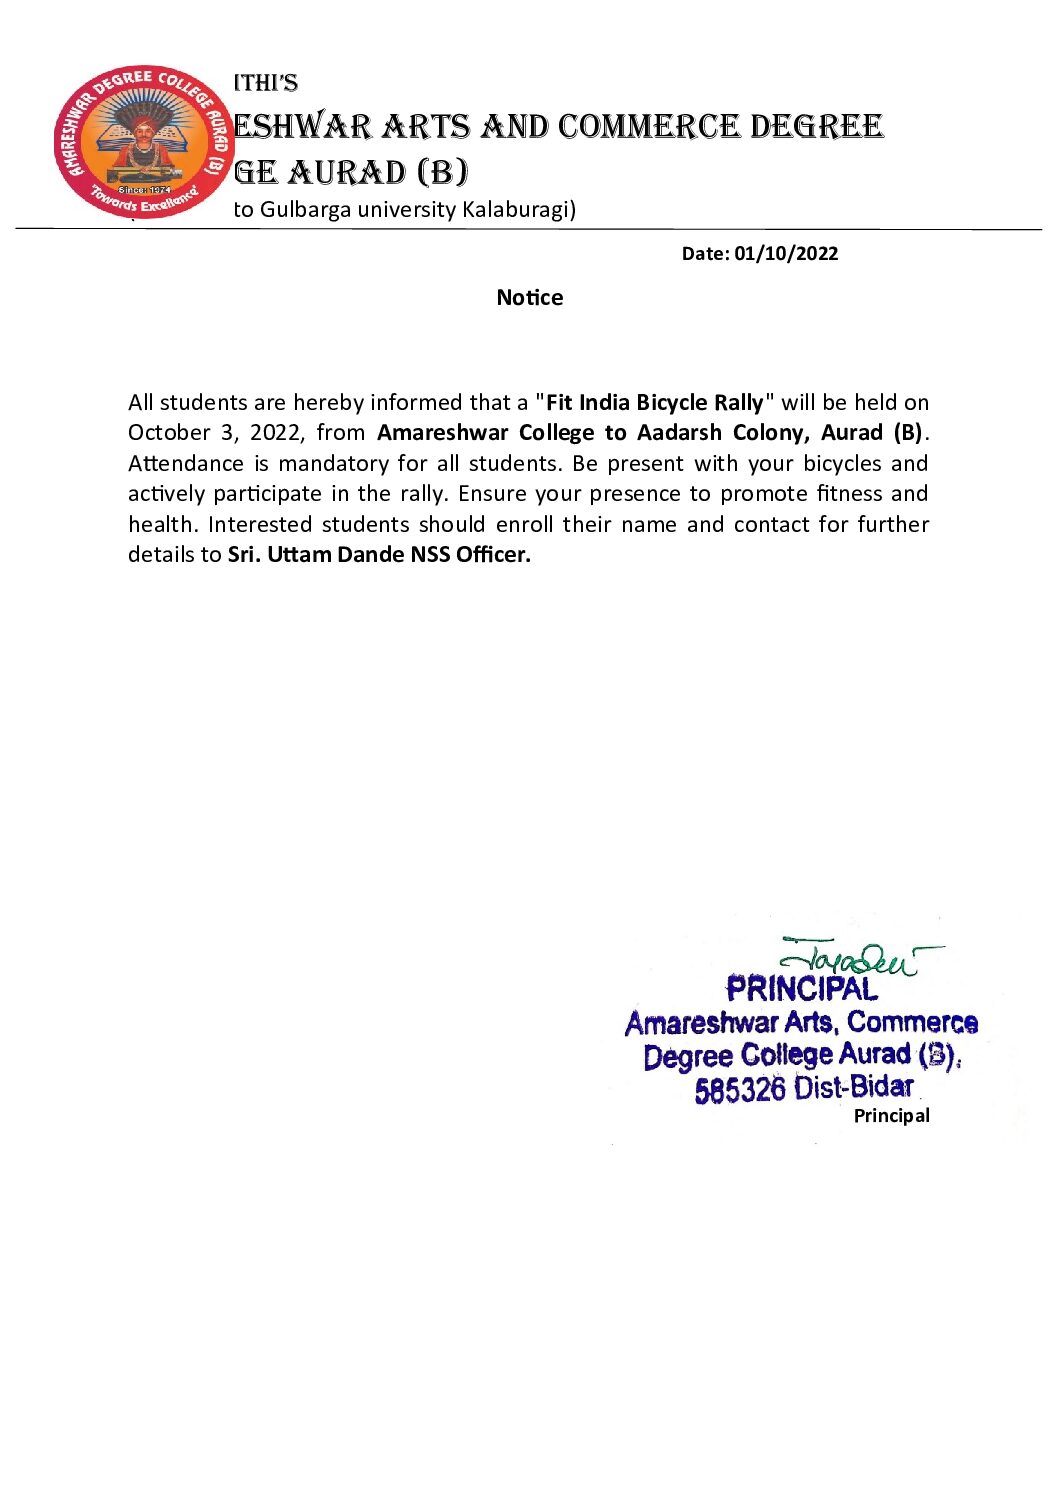 AMARESHWAR DEGREE COLLEGE AURAD (B)
Since 1974
'Towards Excellence'
ITHI'S
ESHWAR ARTS AND COMMERCE DEGREE
GE AURAD (B)
to Gulbarga university Kalaburagi)
Date: 01/10/2022
Notice
All students are hereby informed that a "Fit India Bicycle Rally" will be held on
October 3, 2022, from Amareshwar College to Aadarsh Colony, Aurad (B).
Attendance is mandatory for all students. Be present with your bicycles and
actively participate in the rally. Ensure your presence to promote fitness and
health. Interested students should enroll their name and contact for further
details to Sri. Uttam Dande NSS Officer.
PRINCIPAL
Amareshwar Arts, Commerce
Degree College Aurad (B).
585326 Dist-Bidar
Principal